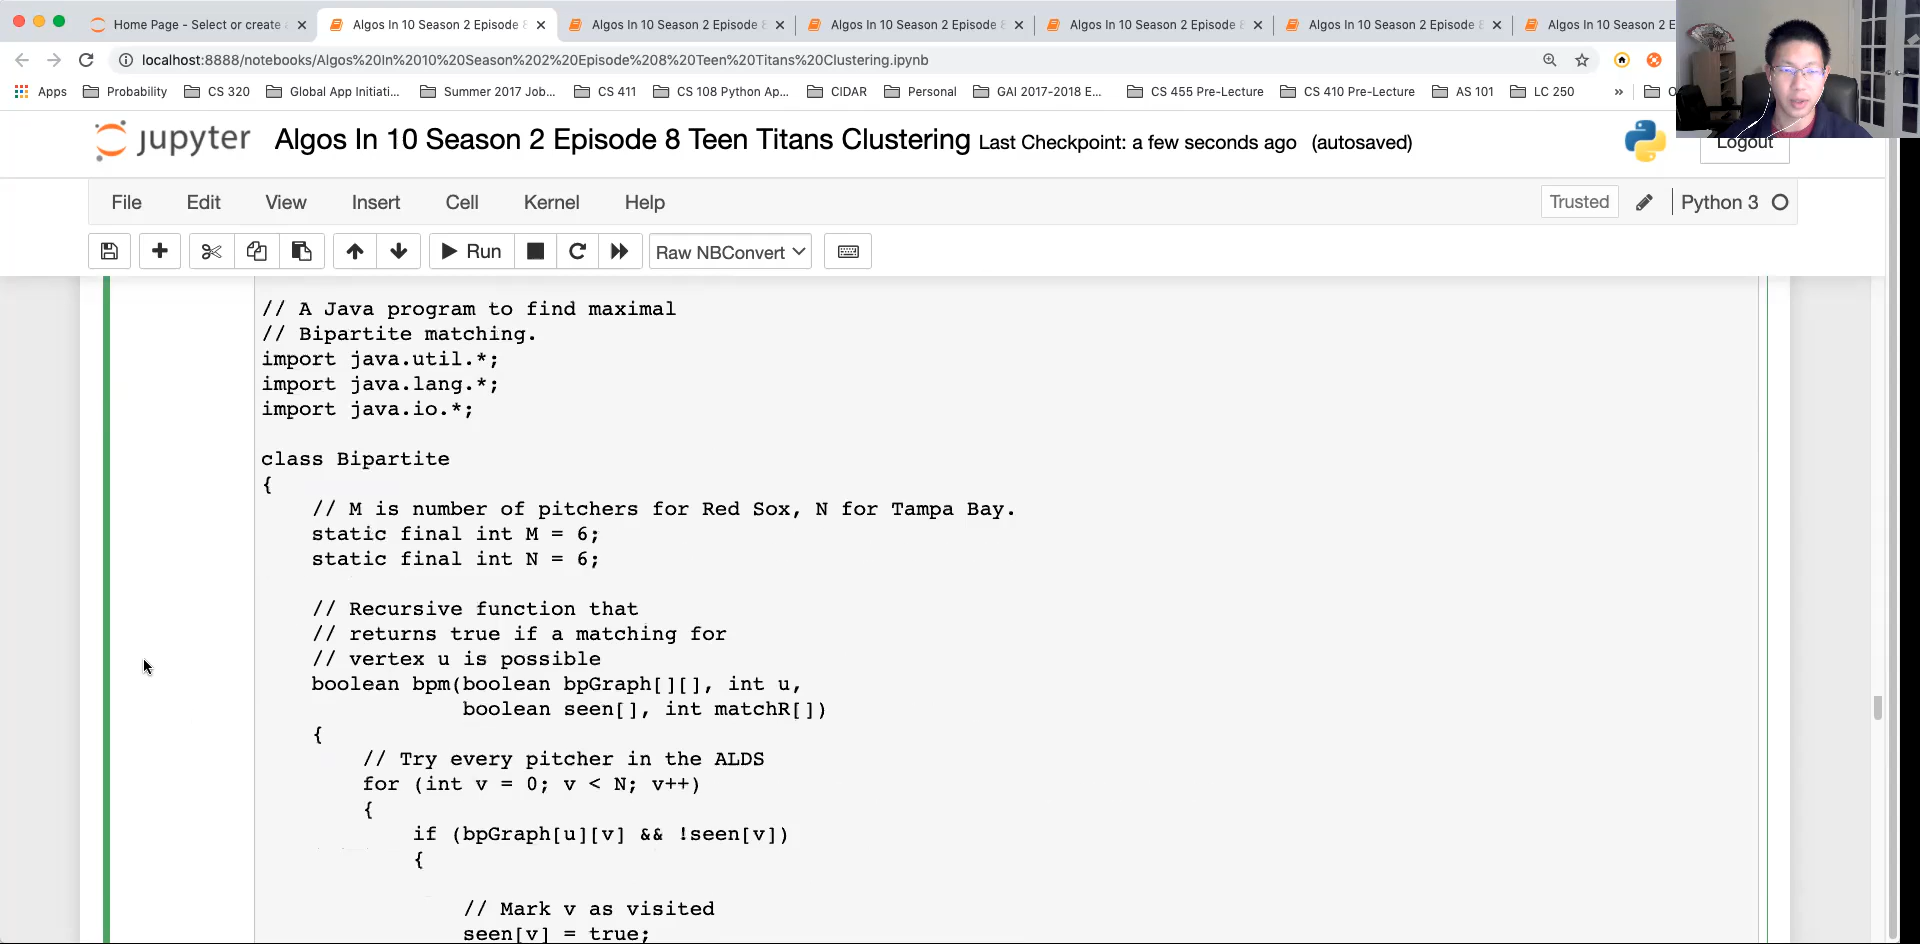 Home Page - Select or create
Algos In 10 Season 2 Episode 8
Algos In 10 Season 2 Episode 8
Algos In 10 Season 2 Episode
Algos In 10 Season 2 Episode 8
Algos In 10 Season 2 Episode 8
Algos In 10 Season 2 E
localhost:8888/notebooks/Algos%20In%2010%20Season%202%20Episode%208%20Teen%20Titans%20Clustering.ipynb
Apps Probability CS 320 Global App Initiati... Summer 2017 Job... CS 411 CS 108 Python Ap... CIDAR Personal GAI 2017-2018 E... CS 455 Pre-Lecture CS 410 Pre-Lecture AS 101 LC 250 » O
jupyter Algos In 10 Season 2 Episode 8 Teen Titans Clustering Last Checkpoint: a few seconds ago (autosaved)
Logout
File Edit View Insert Cell Kernel Help Trusted Python 3
Run Raw NBConvert
// A Java program to find maximal
// Bipartite matching.
import java.util.*;
import java.lang.*;
import java.io.*;
class Bipartite
{
// M is number of pitchers for Red Sox, N for Tampa Bay.
static final int M = 6;
static final int N = 6;
// Recursive function that
// returns true if a matching for
// vertex u is possible
boolean bpm(boolean bpGraph[][], int u,
boolean seen[], int matchR[])
{
// Try every pitcher in the ALDS
for (int v = 0; v < N; v++)
{
if (bpGraph[u][v] && !seen[v])
{
// Mark v as visited
seen[v] = true;